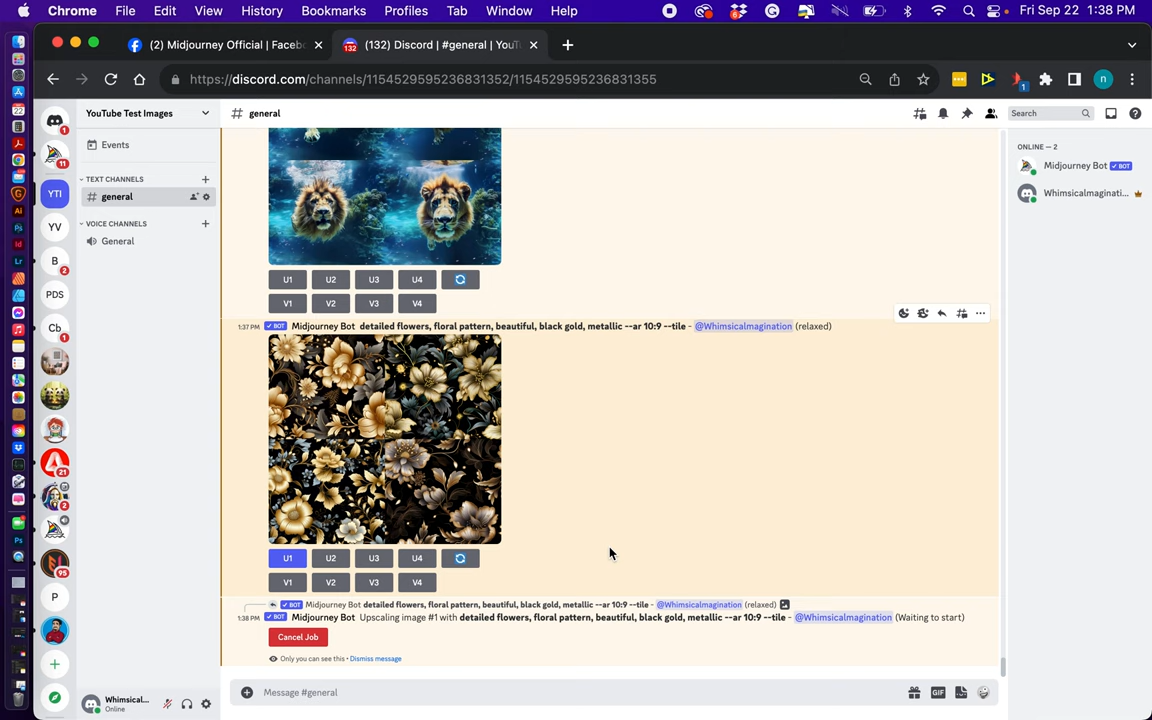 Chrome File Edit View History Bookmarks Profiles Tab Window Help Fri Sep 22 1:38 PM
(2) Midjourney Official | Faceb
(132) Discord | #general | YouT
https://discord.com/channels/1154529595236831352/1154529595236831355
YouTube Test Images
# general
Search
Events
TEXT CHANNELS
# general
VOICE CHANNELS
General
YTI
YV
B
PDS
Cb
P
ONLINE — 2
Midjourney Bot BOT
Whimsicalmaginati...
U1 U2 U3 U4
V1 V2 V3 V4
1:37 PM BOT Midjourney Bot detailed flowers, floral pattern, beautiful, black gold, metallic --ar 10:9 --tile - @Whimsicalmagination (relaxed)
U1 U2 U3 U4
V1 V2 V3 V4
BOT Midjourney Bot detailed flowers, floral pattern, beautiful, black gold, metallic --ar 10:9 --tile - @Whimsicalmagination (relaxed)
1:38 PM BOT Midjourney Bot Upscaling image #1 with detailed flowers, floral pattern, beautiful, black gold, metallic --ar 10:9 --tile - @Whimsicalmagination (Waiting to start)
Cancel Job
Only you can see this • Dismiss message
Whimsical...
Online
Message #general
GIF